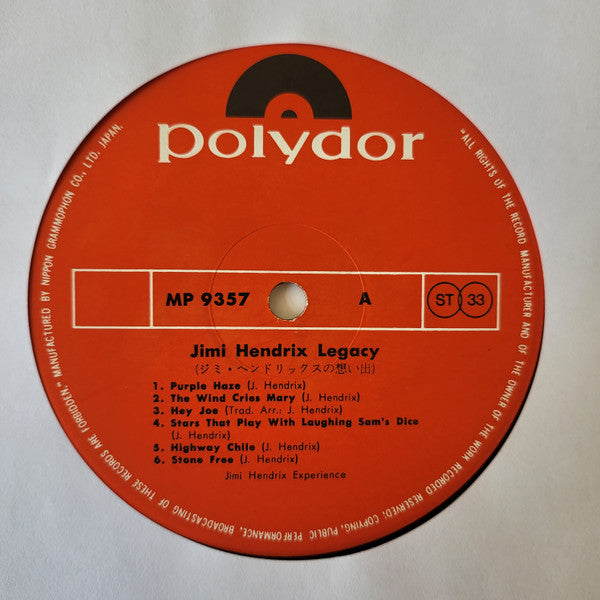 polydor
MP 9357 A ST 33
Jimi Hendrix Legacy
(ジミ・ヘンドリックスの想い出)
1. Purple Haze (J. Hendrix)
2. The Wind Cries Mary (J. Hendrix)
3. Hey Joe (Trad. Arr.: J. Hendrix)
4. Stars That Play With Laughing Sam's Dice
(J. Hendrix)
5. Highway Chile (J. Hendrix)
6. Stone Free (J. Hendrix)
Jimi Hendrix Experience
"ALL RIGHTS OF THE RECORD MANUFACTURER AND OF THE OWNER OF THE WORK RECORDED RESERVED; COPYING, PUBLIC PERFORMANCE, BROADCASTING OF THESE RECORDS ARE FORBIDDEN." MANUFACTURED BY NIPPON GRAMMOPHON CO., LTD. JAPAN.